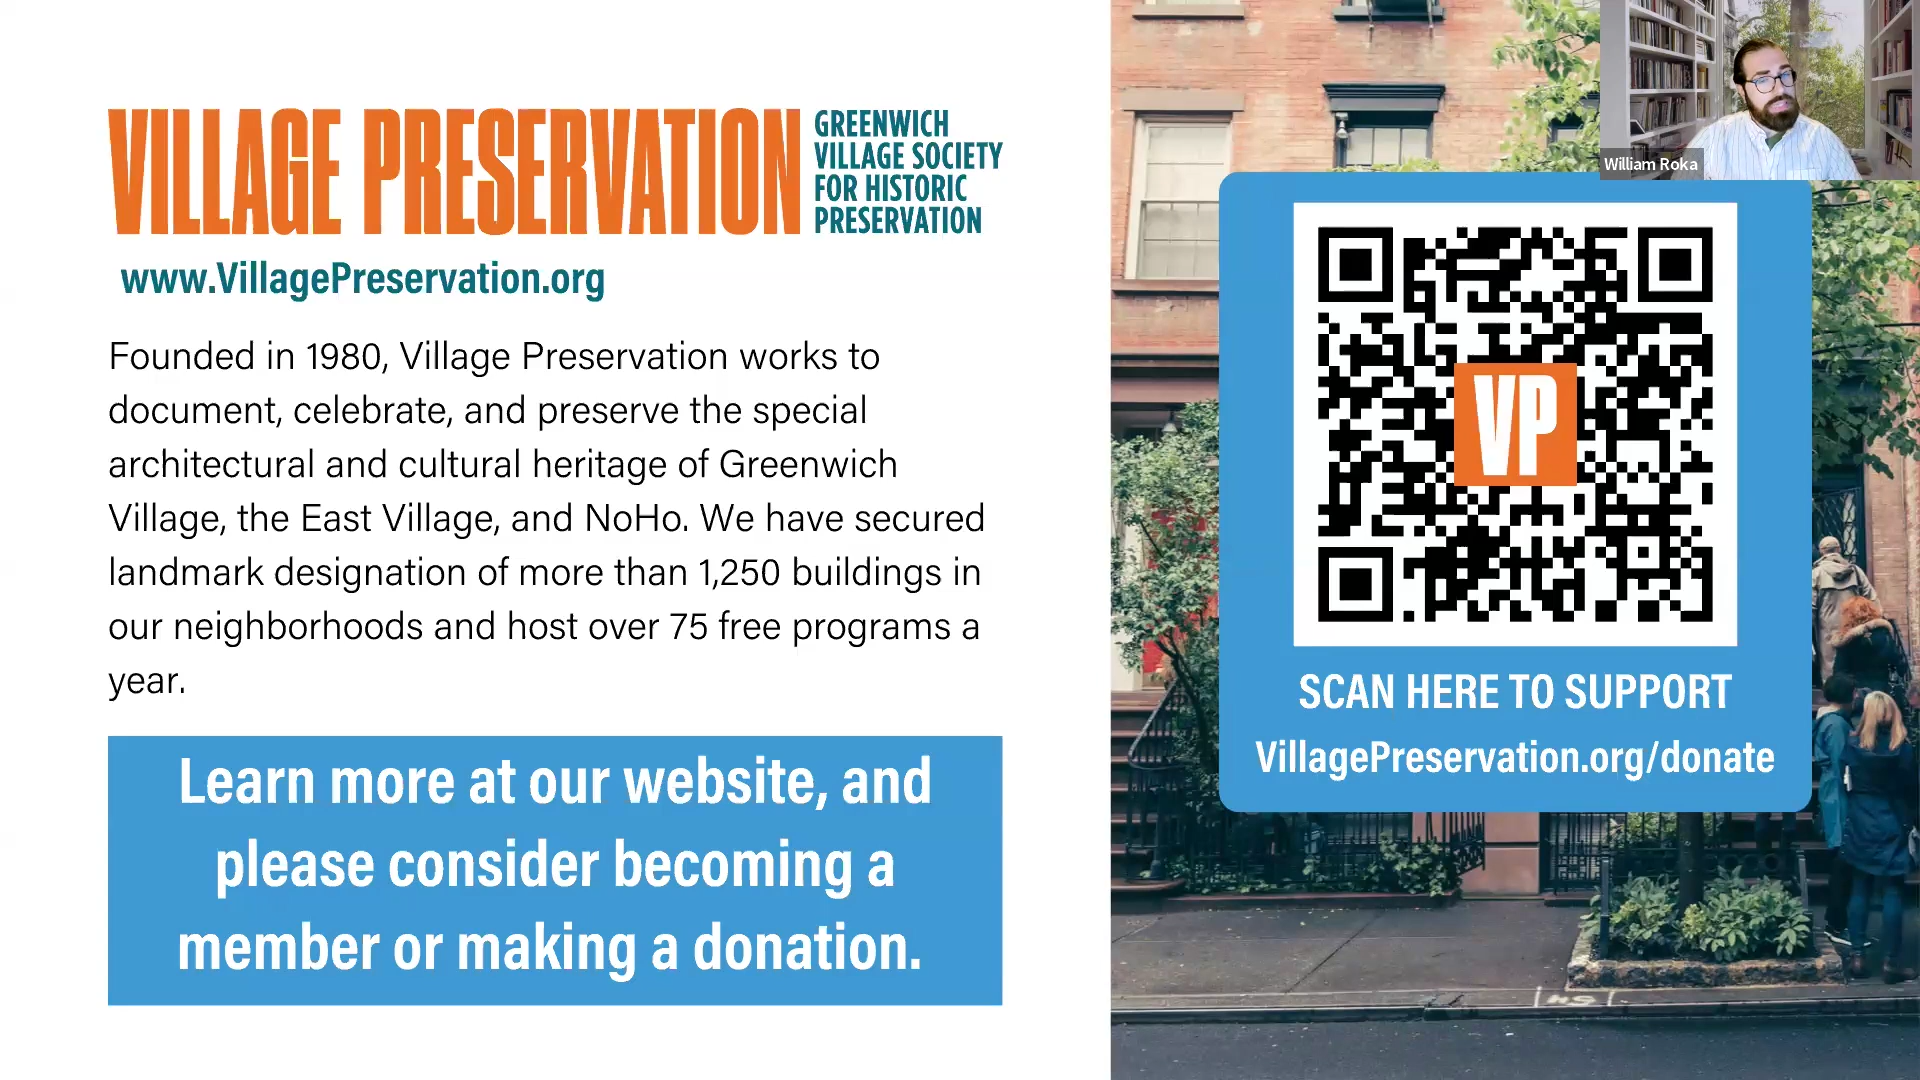 VILLAGE PRESERVATION
GREENWICH
VILLAGE SOCIETY
FOR HISTORIC
PRESERVATION
www.VillagePreservation.org
Founded in 1980, Village Preservation works to
document, celebrate, and preserve the special
architectural and cultural heritage of Greenwich
Village, the East Village, and NoHo. We have secured
landmark designation of more than 1,250 buildings in
our neighborhoods and host over 75 free programs a
year.
Learn more at our website, and
please consider becoming a
member or making a donation.
William Roka
VP
SCAN HERE TO SUPPORT
VillagePreservation.org/donate